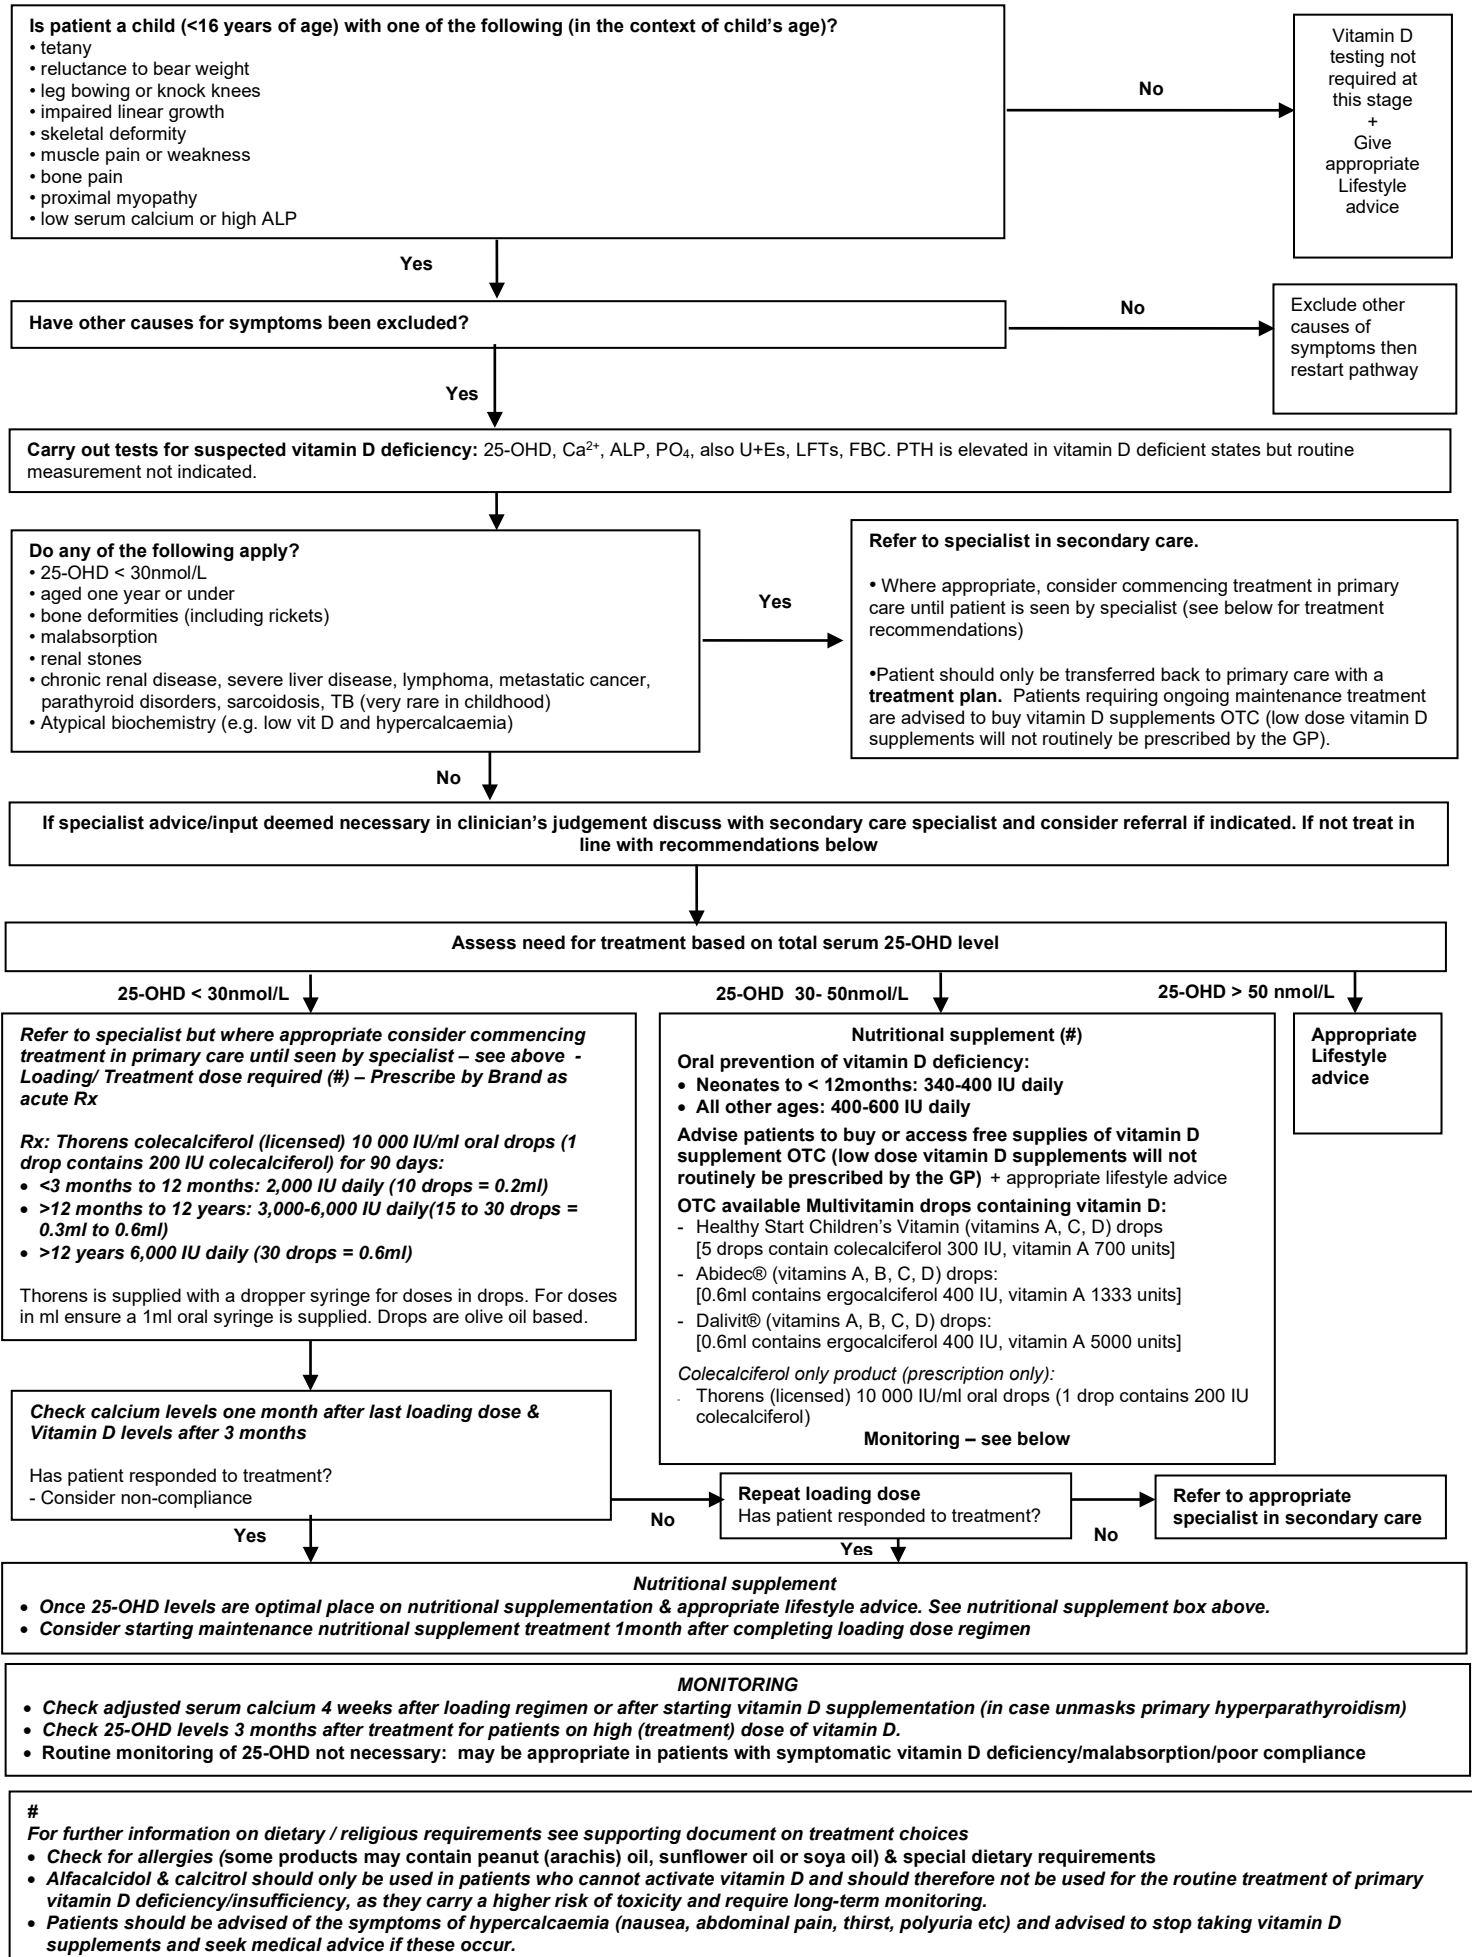 Is patient a child (<16 years of age) with one of the following (in the context of child’s age)?
• tetany
• reluctance to bear weight
• leg bowing or knock knees
• impaired linear growth
• skeletal deformity
• muscle pain or weakness
• bone pain
• proximal myopathy
• low serum calcium or high ALP
No
Vitamin D
testing not
required at
this stage
+
Give
appropriate
Lifestyle
advice
Yes
Have other causes for symptoms been excluded?
No
Exclude other
causes of
symptoms then
restart pathway
Yes
Carry out tests for suspected vitamin D deficiency: 25-OHD, Ca²⁺, ALP, PO₄, also U+Es, LFTs, FBC. PTH is elevated in vitamin D deficient states but routine
measurement not indicated.
Do any of the following apply?
• 25-OHD < 30nmol/L
• aged one year or under
• bone deformities (including rickets)
• malabsorption
• renal stones
• chronic renal disease, severe liver disease, lymphoma, metastatic cancer,
parathyroid disorders, sarcoidosis, TB (very rare in childhood)
• Atypical biochemistry (e.g. low vit D and hypercalcaemia)
Yes
Refer to specialist in secondary care.
• Where appropriate, consider commencing treatment in primary
care until patient is seen by specialist (see below for treatment
recommendations)
•Patient should only be transferred back to primary care with a
treatment plan. Patients requiring ongoing maintenance treatment
are advised to buy vitamin D supplements OTC (low dose vitamin D
supplements will not routinely be prescribed by the GP).
No
If specialist advice/input deemed necessary in clinician’s judgement discuss with secondary care specialist and consider referral if indicated. If not treat in
line with recommendations below
Assess need for treatment based on total serum 25-OHD level
25-OHD < 30nmol/L
25-OHD 30- 50nmol/L
25-OHD > 50 nmol/L
Refer to specialist but where appropriate consider commencing
treatment in primary care until seen by specialist – see above -
Loading/ Treatment dose required (#) – Prescribe by Brand as
acute Rx
Rx: Thorens colecalciferol (licensed) 10 000 IU/ml oral drops (1
drop contains 200 IU colecalciferol) for 90 days:
• <3 months to 12 months: 2,000 IU daily (10 drops = 0.2ml)
• >12 months to 12 years: 3,000-6,000 IU daily(15 to 30 drops =
0.3ml to 0.6ml)
• >12 years 6,000 IU daily (30 drops = 0.6ml)
Thorens is supplied with a dropper syringe for doses in drops. For doses
in ml ensure a 1ml oral syringe is supplied. Drops are olive oil based.
Nutritional supplement (#)
Oral prevention of vitamin D deficiency:
• Neonates to < 12months: 340-400 IU daily
• All other ages: 400-600 IU daily
Advise patients to buy or access free supplies of vitamin D
supplement OTC (low dose vitamin D supplements will not
routinely be prescribed by the GP) + appropriate lifestyle advice
OTC available Multivitamin drops containing vitamin D:
- Healthy Start Children’s Vitamin (vitamins A, C, D) drops
[5 drops contain colecalciferol 300 IU, vitamin A 700 units]
- Abidec® (vitamins A, B, C, D) drops:
[0.6ml contains ergocalciferol 400 IU, vitamin A 1333 units]
- Dalivit® (vitamins A, B, C, D) drops:
[0.6ml contains ergocalciferol 400 IU, vitamin A 5000 units]
Colecalciferol only product (prescription only):
- Thorens (licensed) 10 000 IU/ml oral drops (1 drop contains 200 IU
colecalciferol)
Monitoring – see below
Appropriate
Lifestyle
advice
Check calcium levels one month after last loading dose &
Vitamin D levels after 3 months
Has patient responded to treatment?
- Consider non-compliance
No
Repeat loading dose
Has patient responded to treatment?
No
Refer to appropriate
specialist in secondary care
Yes
Yes
Nutritional supplement
• Once 25-OHD levels are optimal place on nutritional supplementation & appropriate lifestyle advice. See nutritional supplement box above.
• Consider starting maintenance nutritional supplement treatment 1month after completing loading dose regimen
MONITORING
• Check adjusted serum calcium 4 weeks after loading regimen or after starting vitamin D supplementation (in case unmasks primary hyperparathyroidism)
• Check 25-OHD levels 3 months after treatment for patients on high (treatment) dose of vitamin D.
• Routine monitoring of 25-OHD not necessary: may be appropriate in patients with symptomatic vitamin D deficiency/malabsorption/poor compliance
#
For further information on dietary / religious requirements see supporting document on treatment choices
• Check for allergies (some products may contain peanut (arachis) oil, sunflower oil or soya oil) & special dietary requirements
• Alfacalcidol & calcitrol should only be used in patients who cannot activate vitamin D and should therefore not be used for the routine treatment of primary
vitamin D deficiency/insufficiency, as they carry a higher risk of toxicity and require long-term monitoring.
• Patients should be advised of the symptoms of hypercalcaemia (nausea, abdominal pain, thirst, polyuria etc) and advised to stop taking vitamin D
supplements and seek medical advice if these occur.